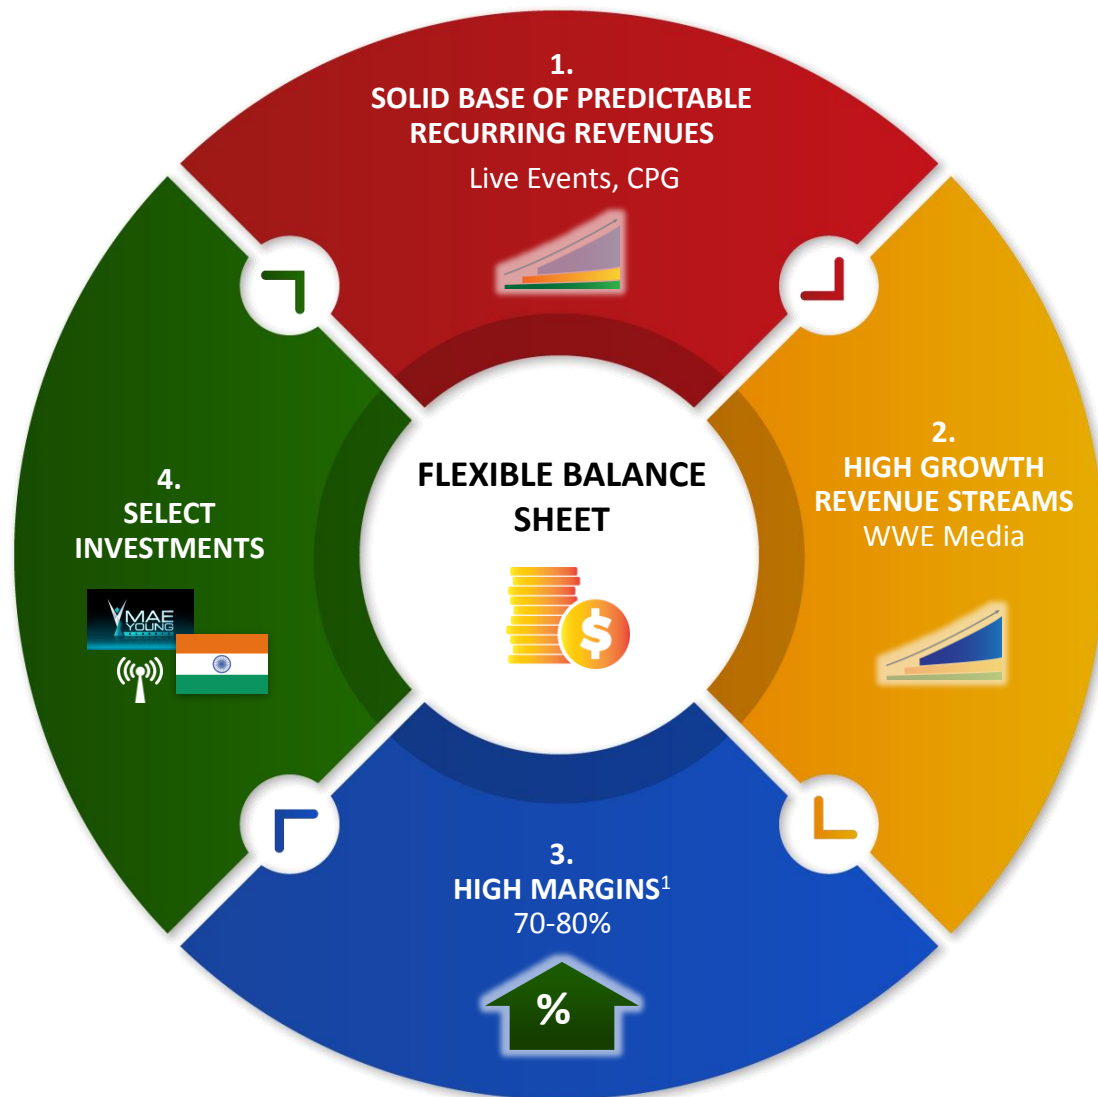 1.
SOLID BASE OF PREDICTABLE
RECURRING REVENUES
Live Events, CPG
2.
HIGH GROWTH
REVENUE STREAMS
WWE Media
3.
HIGH MARGINS¹
70-80%
%
4.
SELECT
INVESTMENTS
MAE
YOUNG
FLEXIBLE BALANCE
SHEET
$